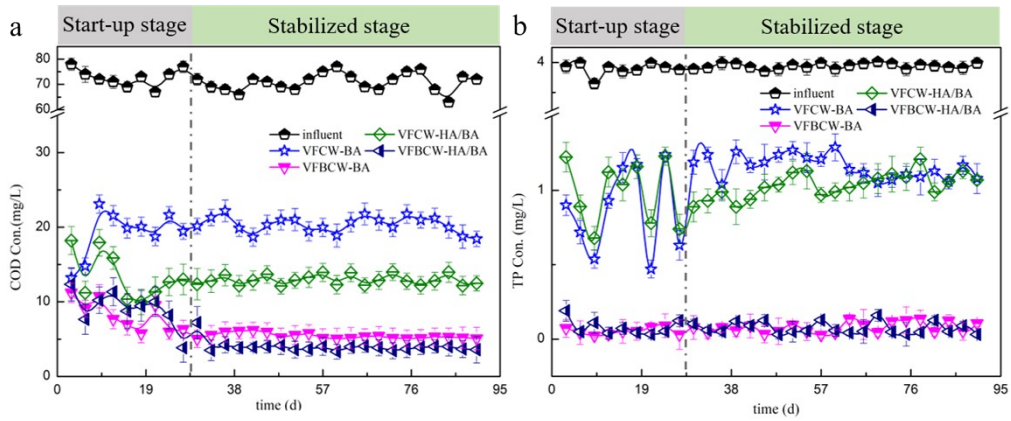 a
Start-up stage
Stabilized stage
80
70
60
30
20
10
0
COD Con.(mg/L)
influent
VFCW-HA/BA
VFCW-BA
VFBCW-HA/BA
VFBCW-BA
0
19
38
57
76
95
time (d)
b
Start-up stage
Stabilized stage
4
1
0
TP Con. (mg/L)
influent
VFCW-HA/BA
VFCW-BA
VFBCW-HA/BA
VFBCW-BA
0
19
38
57
76
95
time (d)